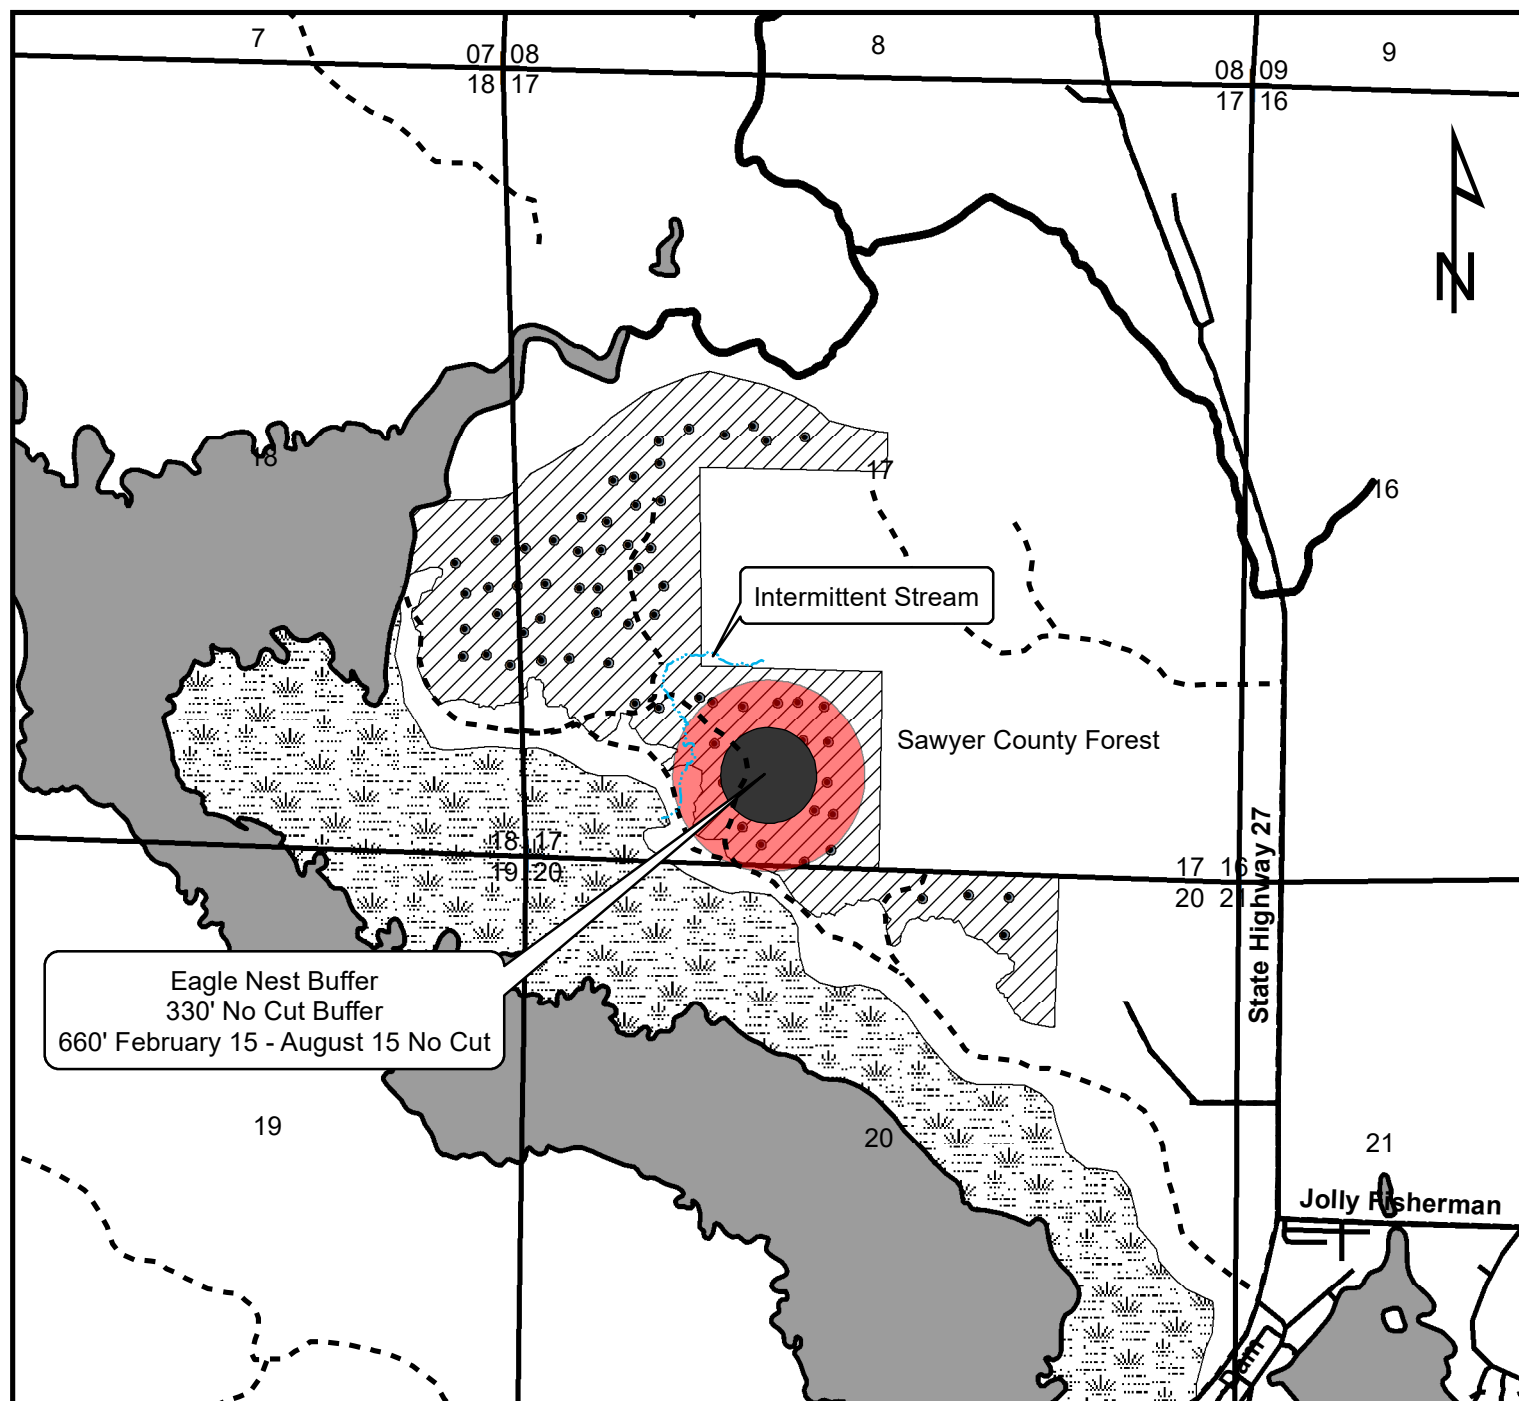 7
07 08
8
9
18 17
08 09
17 16
N
18
17
16
Intermittent Stream
Sawyer County Forest
18 17
19 20
17 16
20 21
State Highway 27
Eagle Nest Buffer
330' No Cut Buffer
660' February 15 - August 15 No Cut
19
20
21
Jolly Fisherman